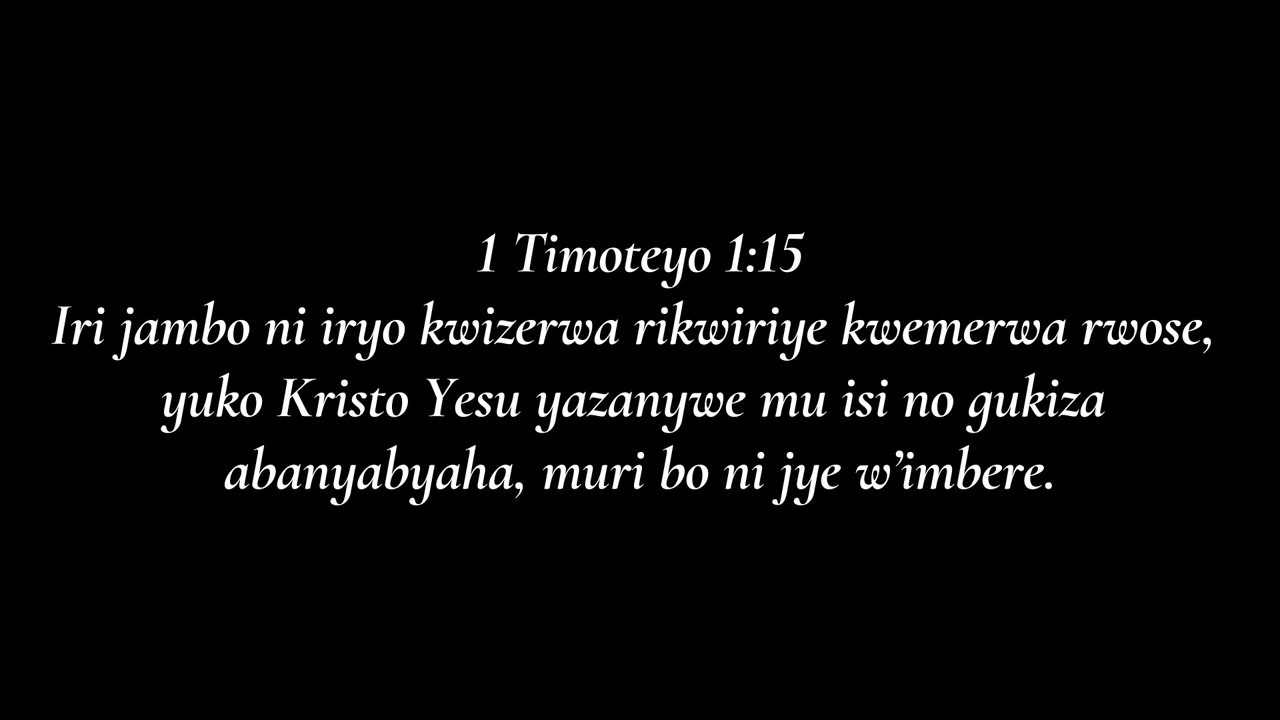 1 Timoteyo 1:15
Iri jambo ni iryo kwizerwa rikwiriye kwemerwa rwose,
yuko Kristo Yesu yazanywe mu isi no gukiza
abanyabyaha, muri bo ni jye w’imbere.